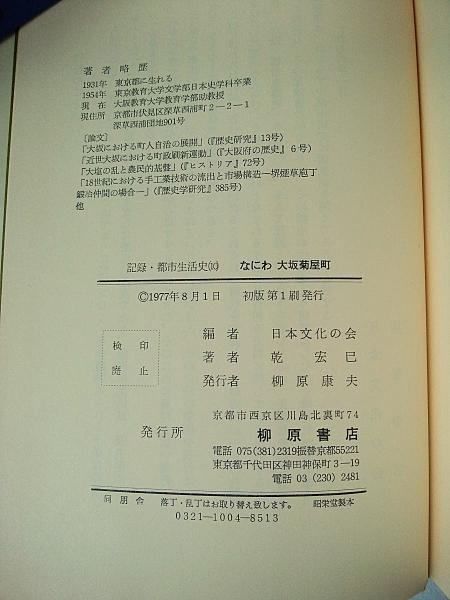 著者略歴
1931年 東京都に生れる
1954年 東京教育大学文学部日本史学科卒業
現在 大阪教育大学教育学部助教授
現住所 京都市伏見区深草西浦町2－2－1
深草西浦団地901号
〔論文〕
「大坂における町人自治の展開」（『歴史研究』13号）
「近世大坂における町政刷新運動」（『大阪府の歴史』6号）
「大塩の乱と農民的基盤」（『ヒストリア』72号）
「18世紀における手工業技術の流出と市場構造―堺煙草庖丁
鍛冶仲間の場合―」（『歴史学研究』385号）
他
記録・都市生活史⑽ なにわ 大坂菊屋町
©1977年8月1日 初版第1刷発行
検印
廃止
編者 日本文化の会
著者 乾宏巳
発行者 柳原康夫
京都市西京区川島北裏町74
発行所 柳原書店
電話 075(381)2319振替京都55221
東京都千代田区神田神保町3－19
電話 03(230)2481
同朋舎 落丁・乱丁はお取り替え致します。 昭栄堂製本
0321―1004―8513